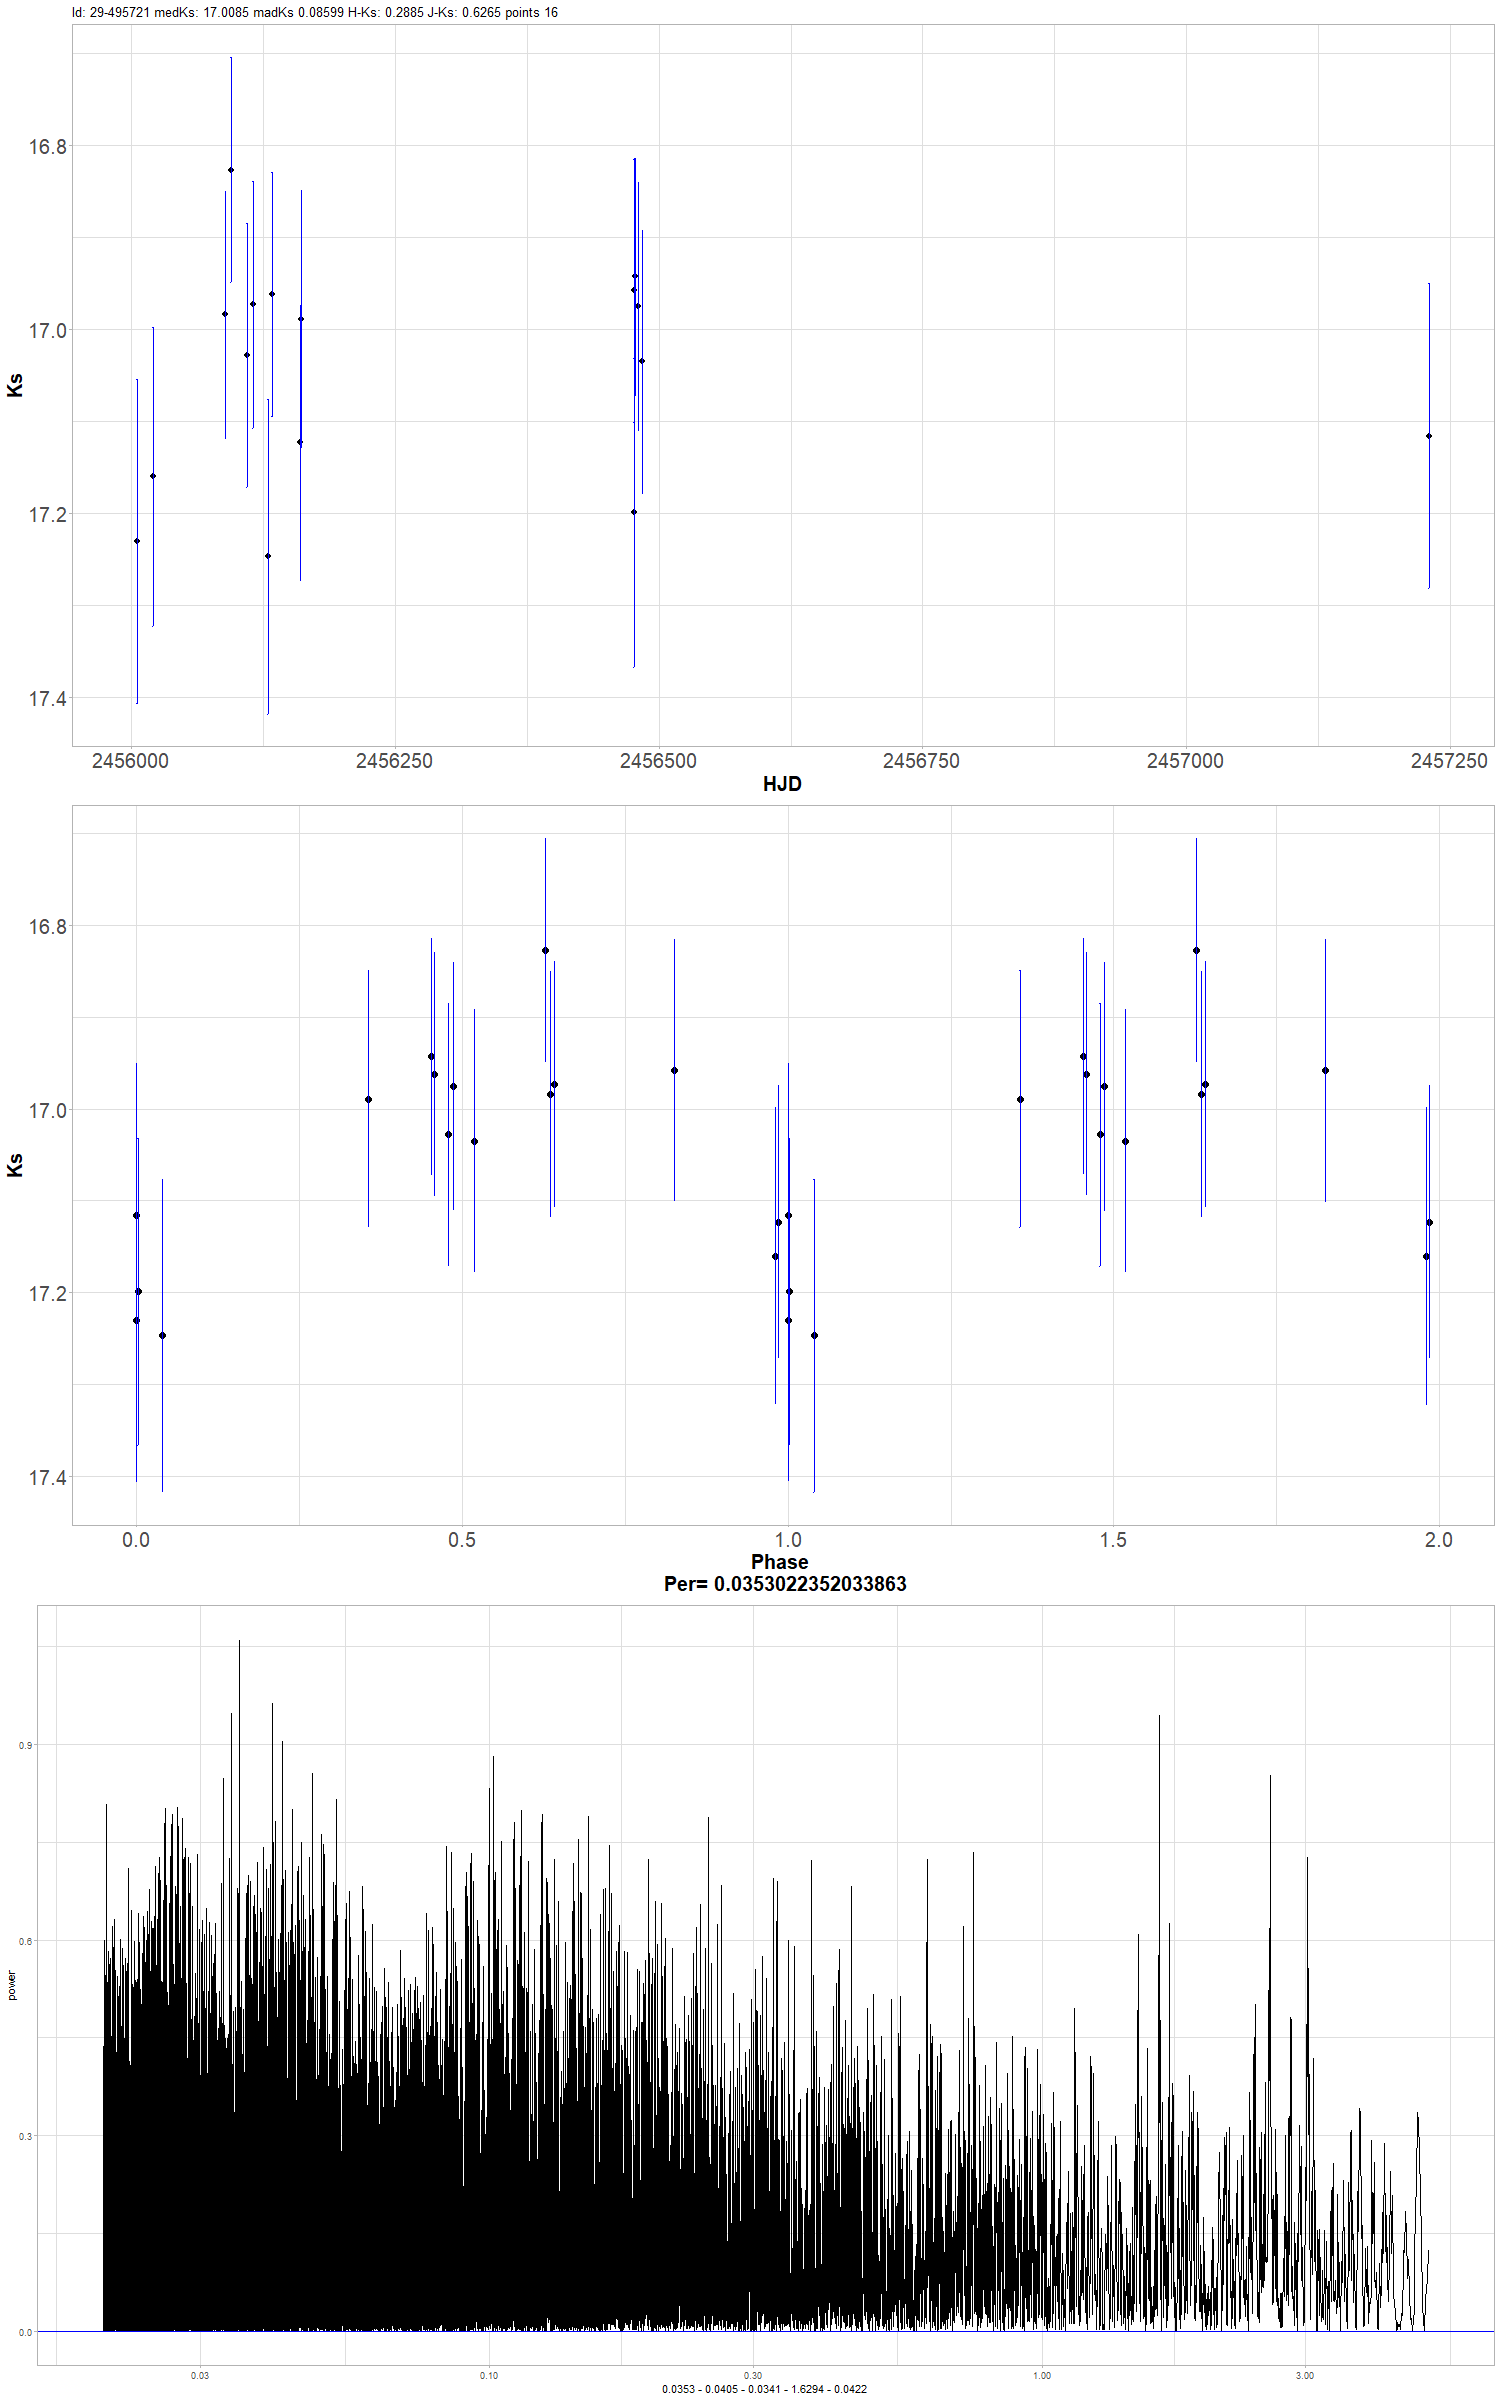 Id: 29-495721 medKs: 17.0085 madKs 0.08599 H-Ks: 0.2885 J-Ks: 0.6265 points 16
16.8
17.0
17.2
17.4
Ks
2456000 2456250 2456500 2456750 2457000 2457250
HJD
16.8
17.0
17.2
17.4
Ks
0.0 0.5 1.0 1.5 2.0
Phase
Per= 0.0353022352033863
0.9
0.6
0.3
0.0
power
0.03 0.10 0.30 1.00 3.00
0.0353 - 0.0405 - 0.0341 - 1.6294 - 0.0422